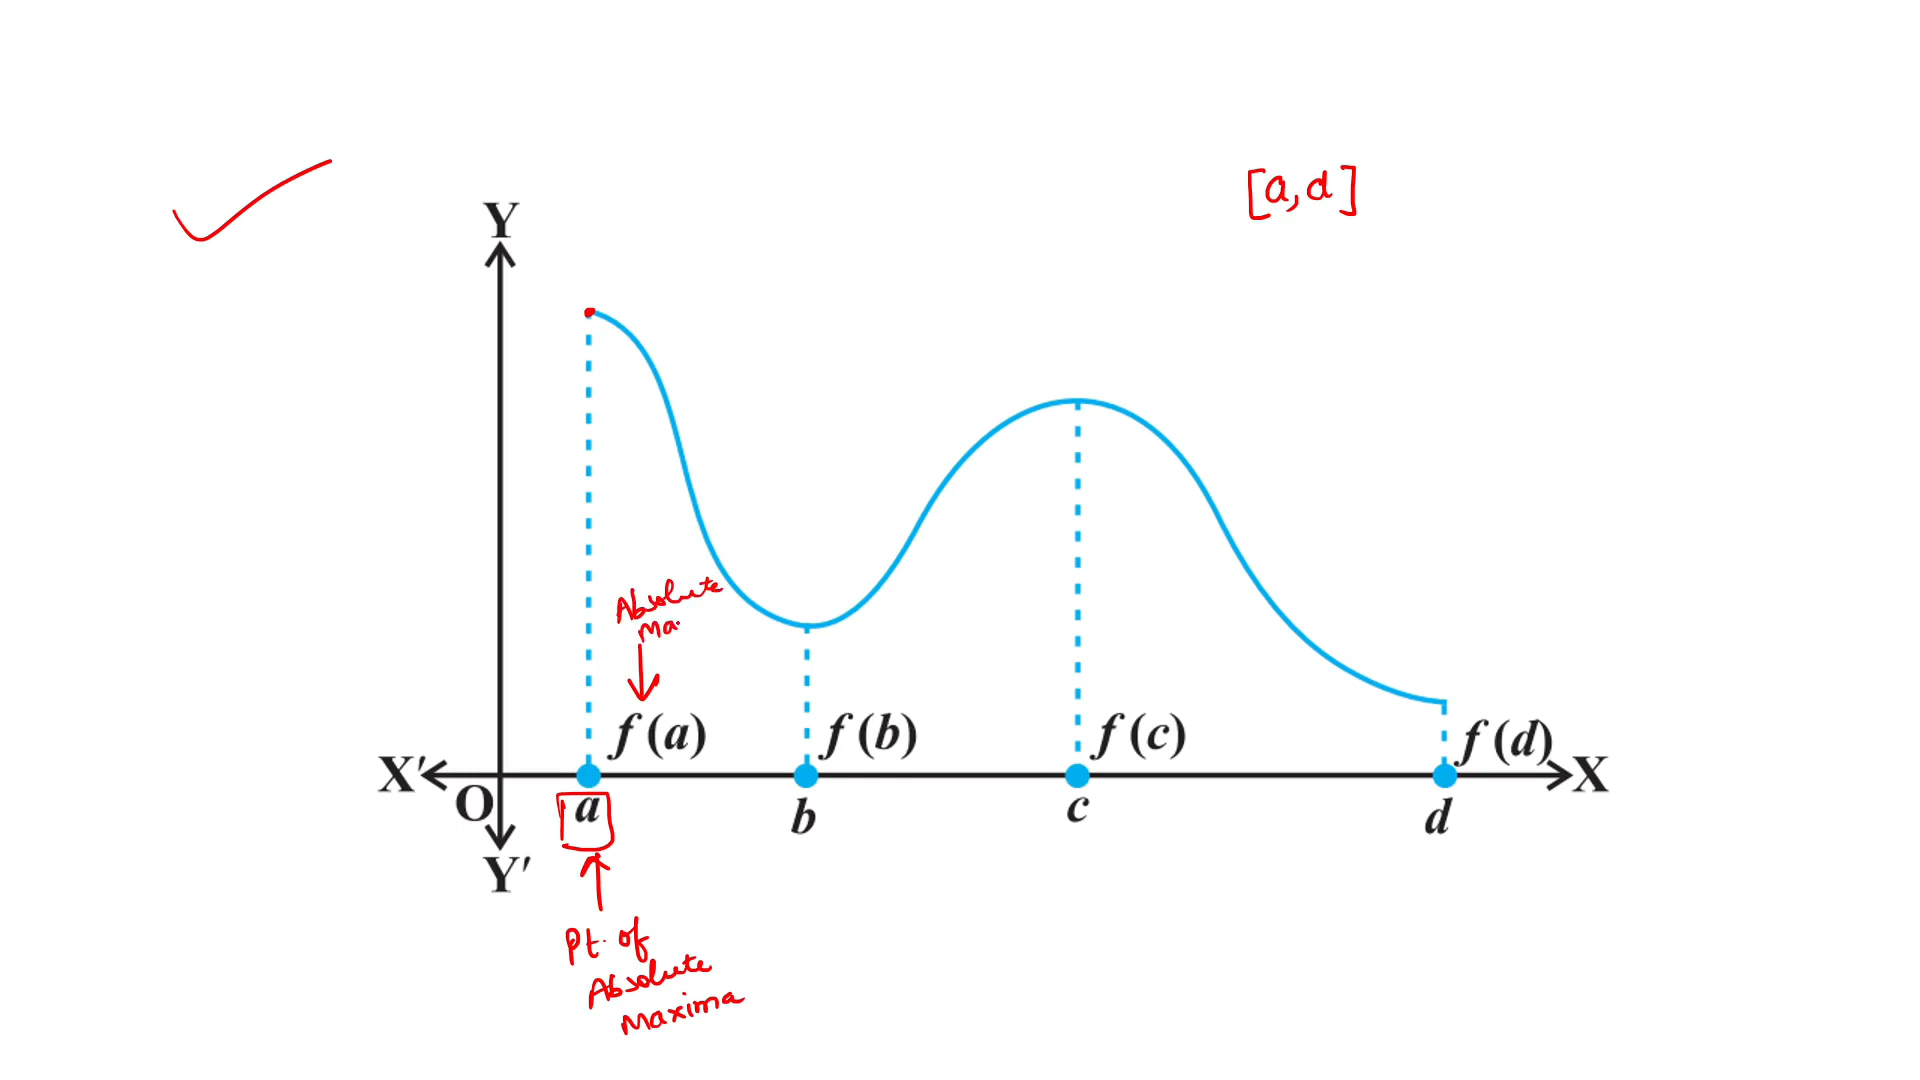 [a, d]
Y
Absolute
Ma
f (a)
f (b)
f (c)
f (d)
X′
X
O
a
b
c
d
Y′
Pt. of
Absolute
Maxima